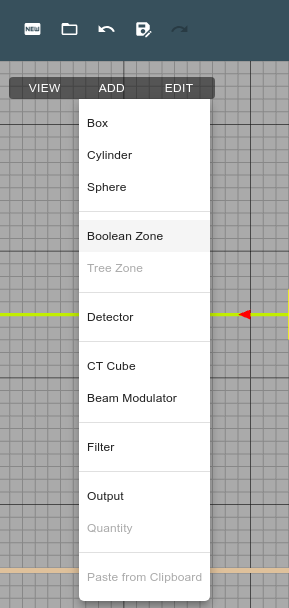 NEW
VIEW ADD EDIT
Box
Cylinder
Sphere
Boolean Zone
Tree Zone
Detector
CT Cube
Beam Modulator
Filter
Output
Quantity
Paste from Clipboard